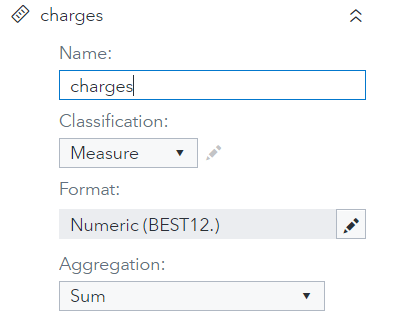 charges
Name:
charges
Classification:
Measure
Format:
Numeric (BEST12.)
Aggregation:
Sum